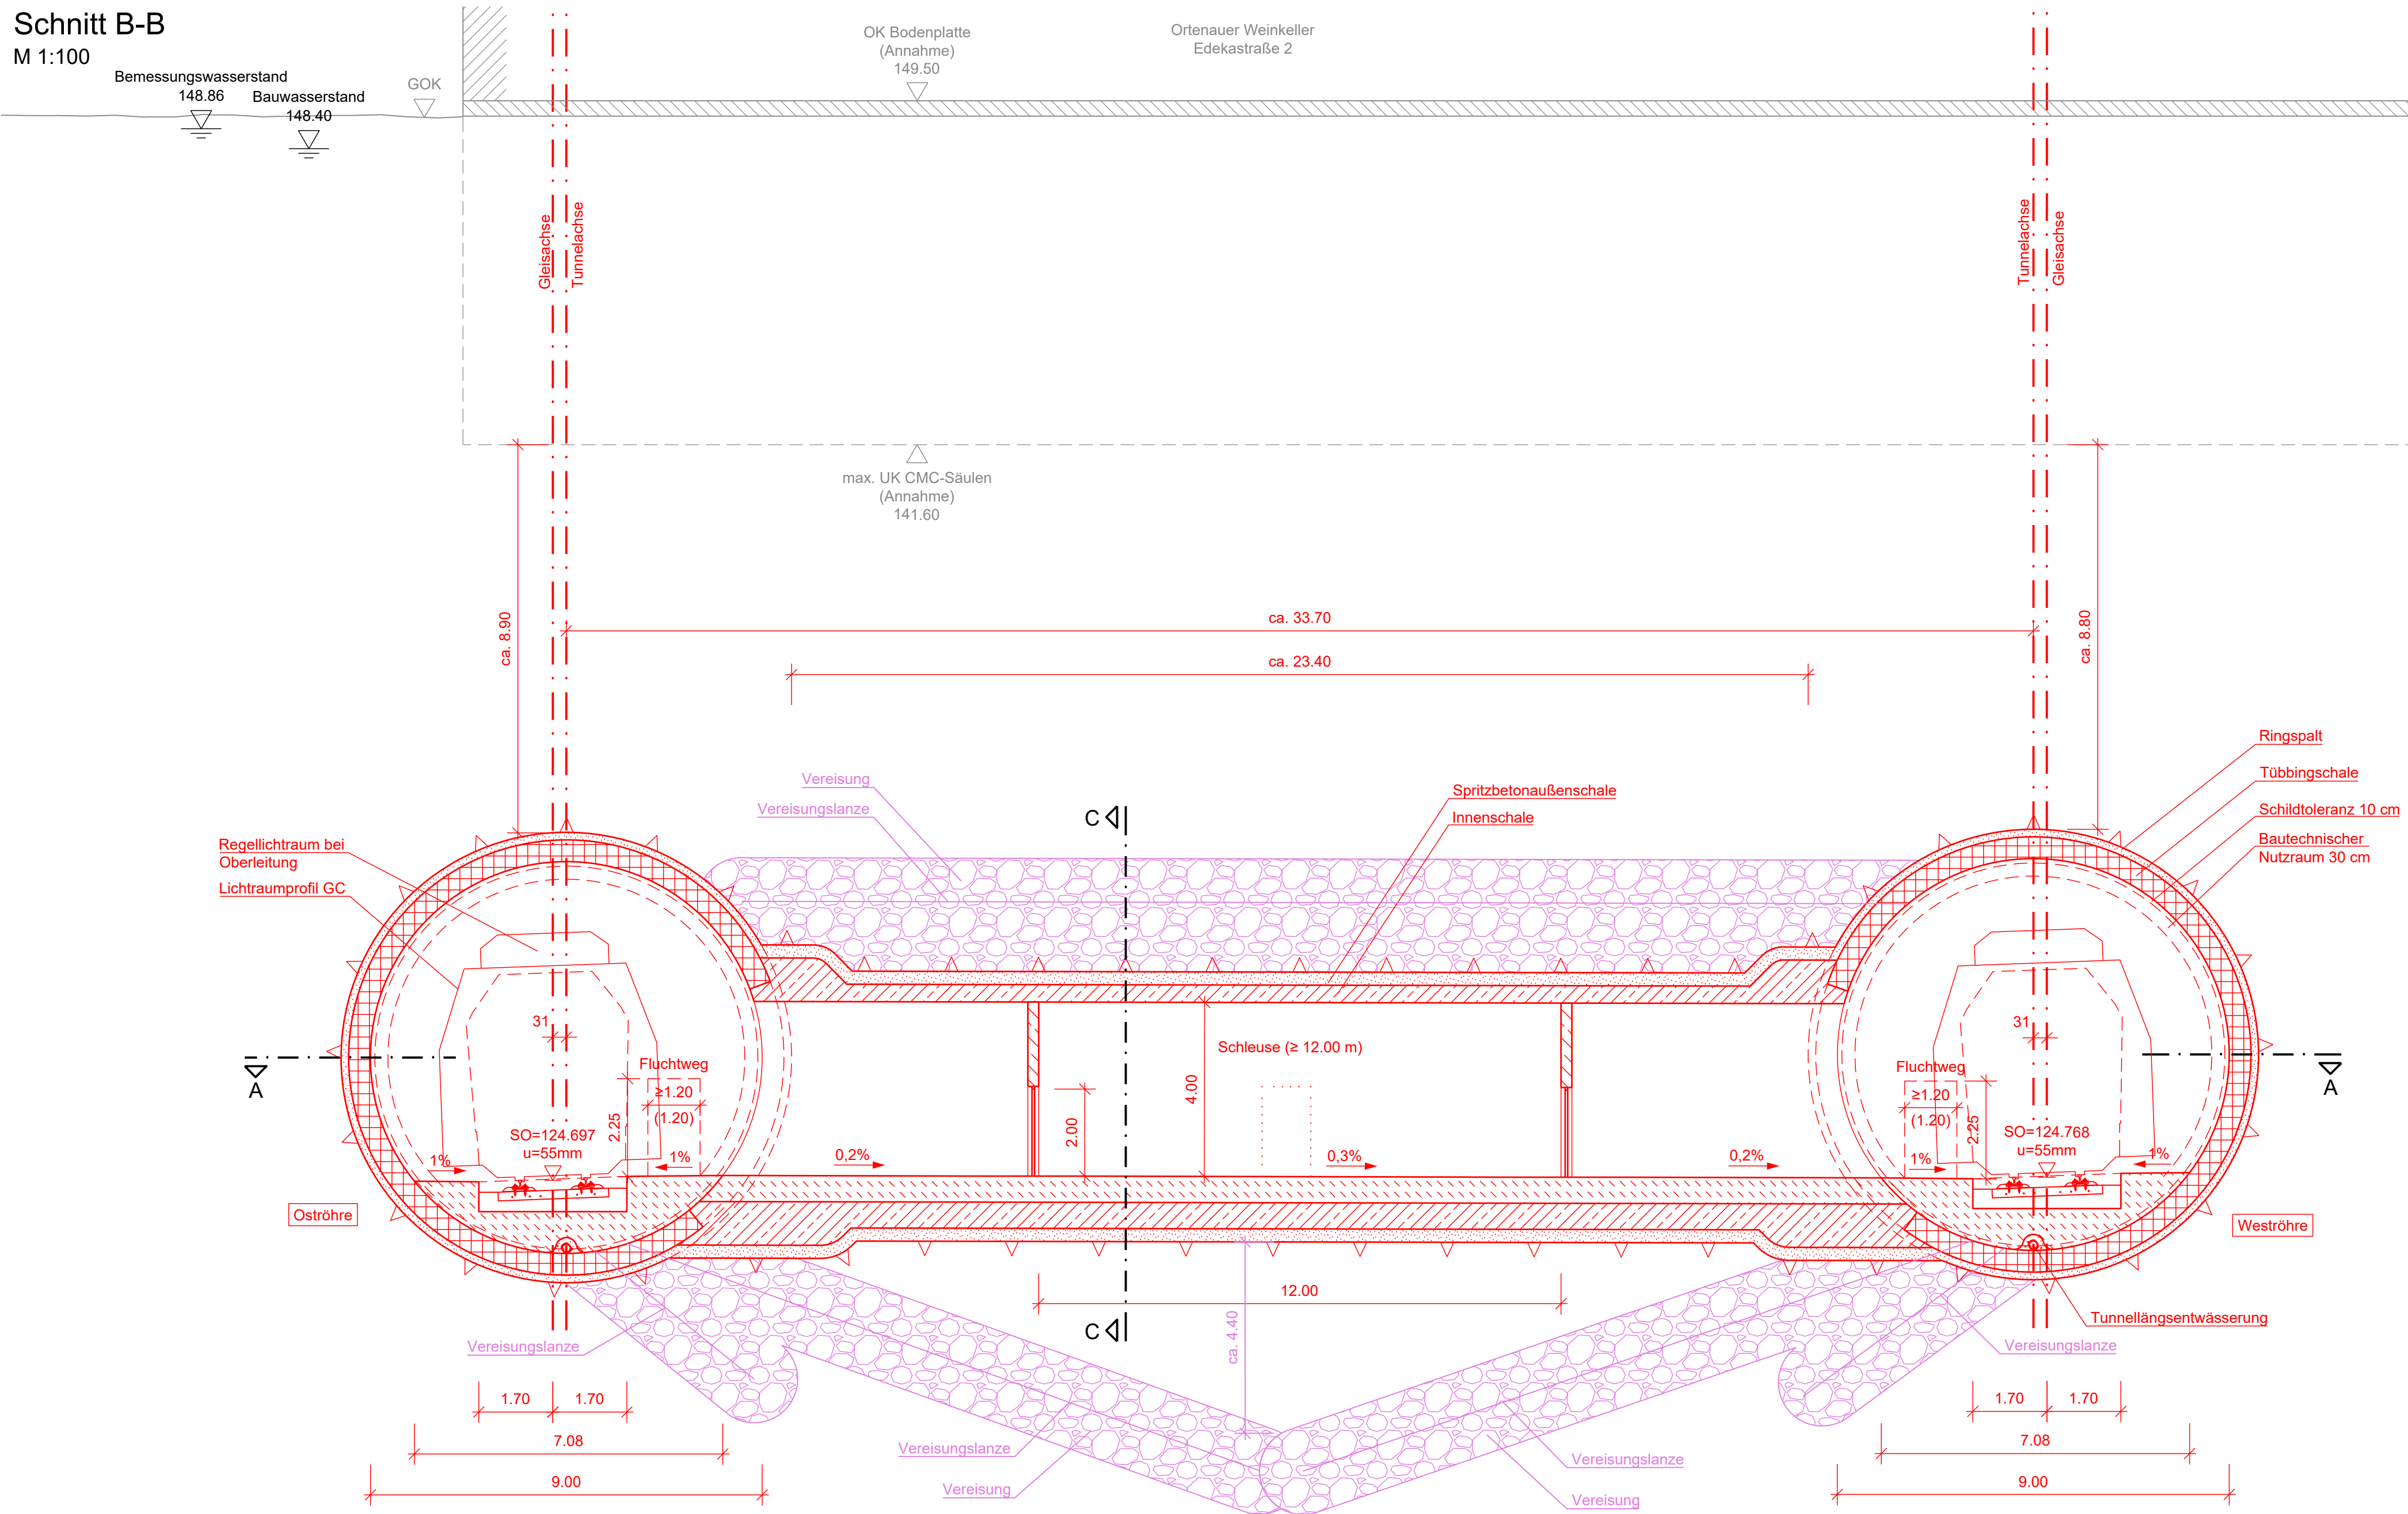 Schnitt B-B
M 1:100
Bemessungswasserstand
148.86
Bauwasserstand
148.40
GOK
OK Bodenplatte
(Annahme)
149.50
Ortenauer Weinkeller
Edekastraße 2
Gleisachse
Tunnelachse
Tunnelachse
Gleisachse
max. UK CMC-Säulen
(Annahme)
141.60
ca. 8.90
ca. 33.70
ca. 23.40
ca. 8.80
Ringspalt
Tübbingschale
Schildtoleranz 10 cm
Bautechnischer
Nutzraum 30 cm
Vereisung
Vereisungslanze
Spritzbetonaußenschale
Innenschale
C
Regellichtraum bei
Oberleitung
Lichtraumprofil GC
31
31
Schleuse (≥ 12.00 m)
Fluchtweg
≥1.20
(1.20)
2.25
A
SO=124.697
u=55mm
1%
1%
0,2%
2.00
4.00
0,3%
0,2%
Fluchtweg
≥1.20
(1.20)
2.25
A
SO=124.768
u=55mm
1%
1%
Oströhre
Weströhre
12.00
ca. 4.40
C
Tunnellängsentwässerung
Vereisungslanze
Vereisungslanze
1.70
1.70
7.08
9.00
Vereisungslanze
Vereisung
Vereisungslanze
Vereisung
1.70
1.70
7.08
9.00